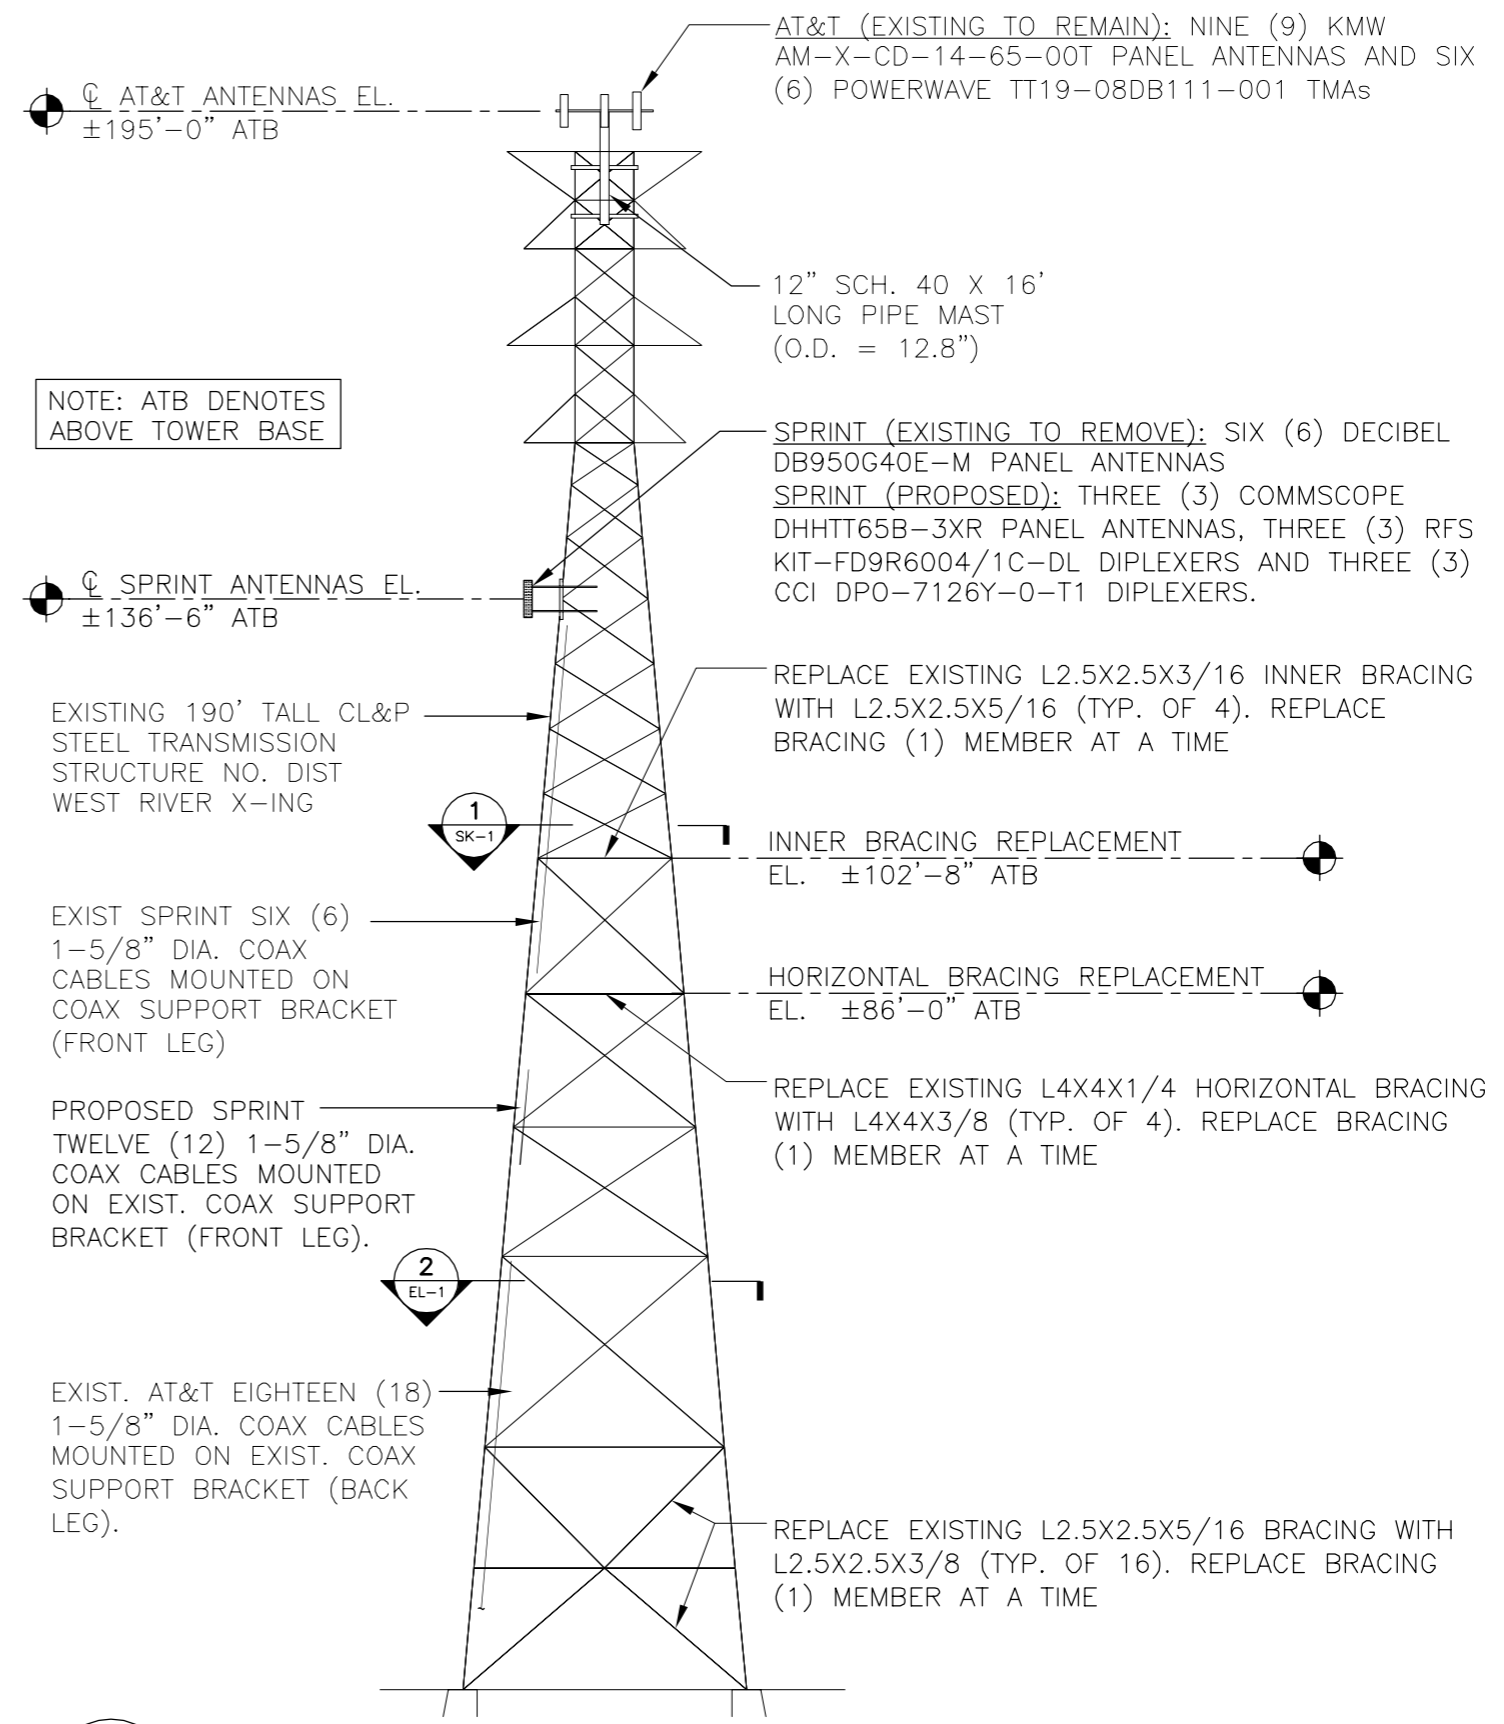 AT&T (EXISTING TO REMAIN): NINE (9) KMW
AM-X-CD-14-65-00T PANEL ANTENNAS AND SIX
(6) POWERWAVE TT19-08DB111-001 TMAs
℄ AT&T ANTENNAS EL.
±195'-0" ATB
12" SCH. 40 X 16'
LONG PIPE MAST
(O.D. = 12.8")
NOTE: ATB DENOTES
ABOVE TOWER BASE
SPRINT (EXISTING TO REMOVE): SIX (6) DECIBEL
DB950G40E-M PANEL ANTENNAS
SPRINT (PROPOSED): THREE (3) COMMSCOPE
DHHTT65B-3XR PANEL ANTENNAS, THREE (3) RFS
KIT-FD9R6004/1C-DL DIPLEXERS AND THREE (3)
CCI DPO-7126Y-0-T1 DIPLEXERS.
℄ SPRINT ANTENNAS EL.
±136'-6" ATB
REPLACE EXISTING L2.5X2.5X3/16 INNER BRACING
WITH L2.5X2.5X5/16 (TYP. OF 4). REPLACE
BRACING (1) MEMBER AT A TIME
EXISTING 190' TALL CL&P
STEEL TRANSMISSION
STRUCTURE NO. DIST
WEST RIVER X-ING
1
SK-1
INNER BRACING REPLACEMENT
EL. ±102'-8" ATB
EXIST SPRINT SIX (6)
1-5/8" DIA. COAX
CABLES MOUNTED ON
COAX SUPPORT BRACKET
(FRONT LEG)
HORIZONTAL BRACING REPLACEMENT
EL. ±86'-0" ATB
REPLACE EXISTING L4X4X1/4 HORIZONTAL BRACING
WITH L4X4X3/8 (TYP. OF 4). REPLACE BRACING
(1) MEMBER AT A TIME
PROPOSED SPRINT
TWELVE (12) 1-5/8" DIA.
COAX CABLES MOUNTED
ON EXIST. COAX SUPPORT
BRACKET (FRONT LEG).
2
EL-1
EXIST. AT&T EIGHTEEN (18)
1-5/8" DIA. COAX CABLES
MOUNTED ON EXIST. COAX
SUPPORT BRACKET (BACK
LEG).
REPLACE EXISTING L2.5X2.5X5/16 BRACING WITH
L2.5X2.5X3/8 (TYP. OF 16). REPLACE BRACING
(1) MEMBER AT A TIME